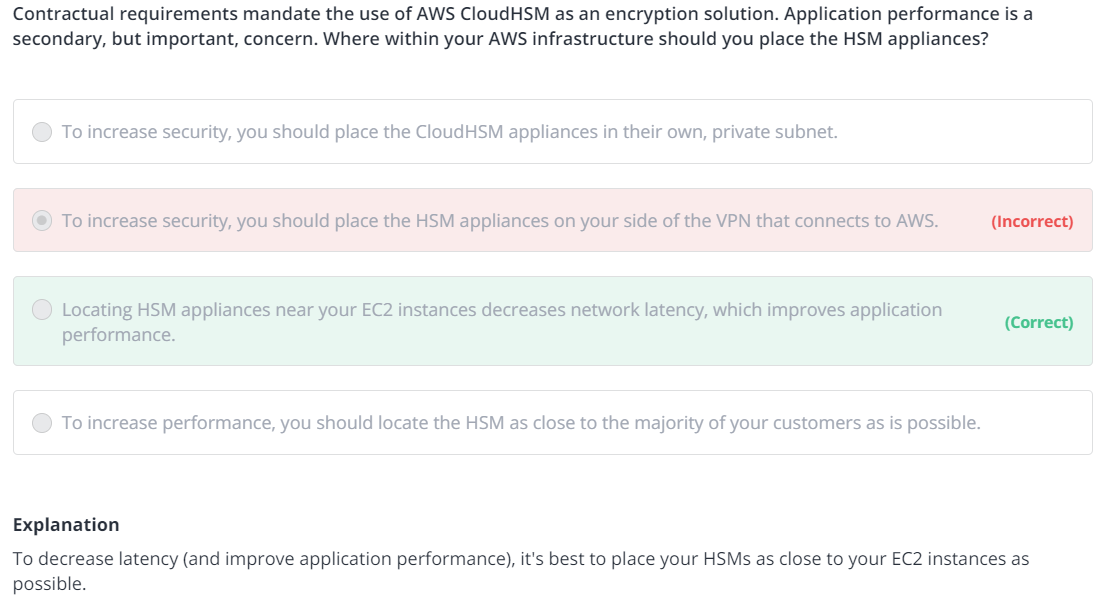 Contractual requirements mandate the use of AWS CloudHSM as an encryption solution. Application performance is a
secondary, but important, concern. Where within your AWS infrastructure should you place the HSM appliances?
To increase security, you should place the CloudHSM appliances in their own, private subnet.
To increase security, you should place the HSM appliances on your side of the VPN that connects to AWS. (Incorrect)
Locating HSM appliances near your EC2 instances decreases network latency, which improves application
performance.
(Correct)
To increase performance, you should locate the HSM as close to the majority of your customers as is possible.
Explanation
To decrease latency (and improve application performance), it's best to place your HSMs as close to your EC2 instances as
possible.